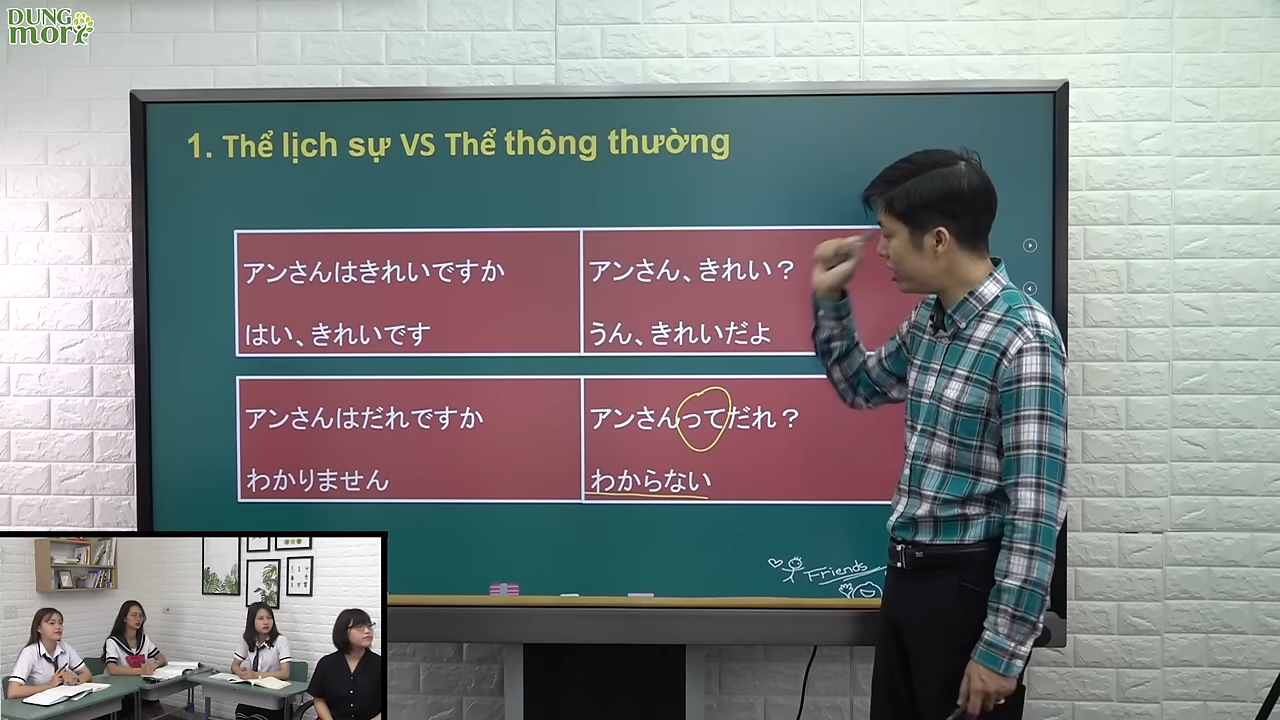 DUNG
mori
1. Thể lịch sự VS Thể thông thường
アンさんはきれいですか
はい、きれいです
アンさん、きれい？
うん、きれいだよ
アンさんはだれですか
わかりません
アンさんってだれ？
わからない
Friends